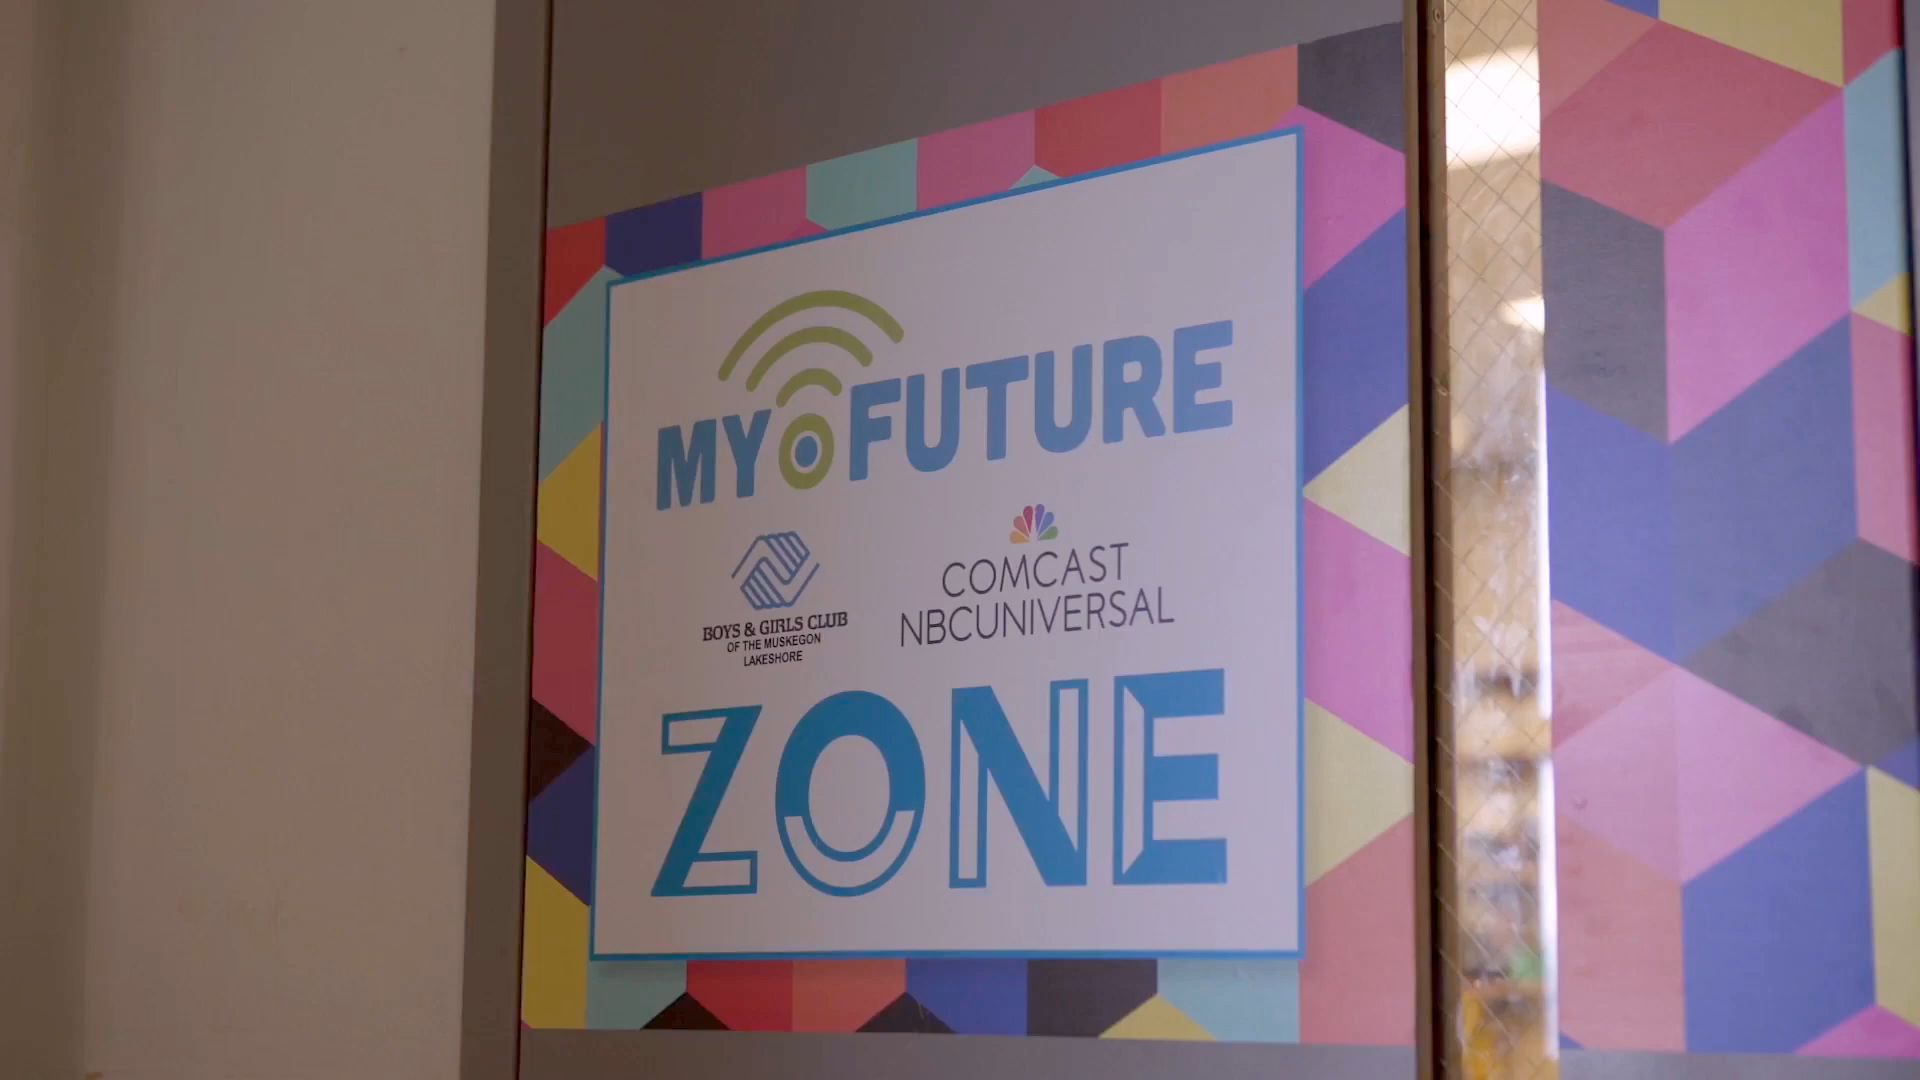 MY FUTURE
BOYS & GIRLS CLUB
OF THE MUSKEGON
LAKESHORE
COMCAST
NBCUNIVERSAL
ZONE